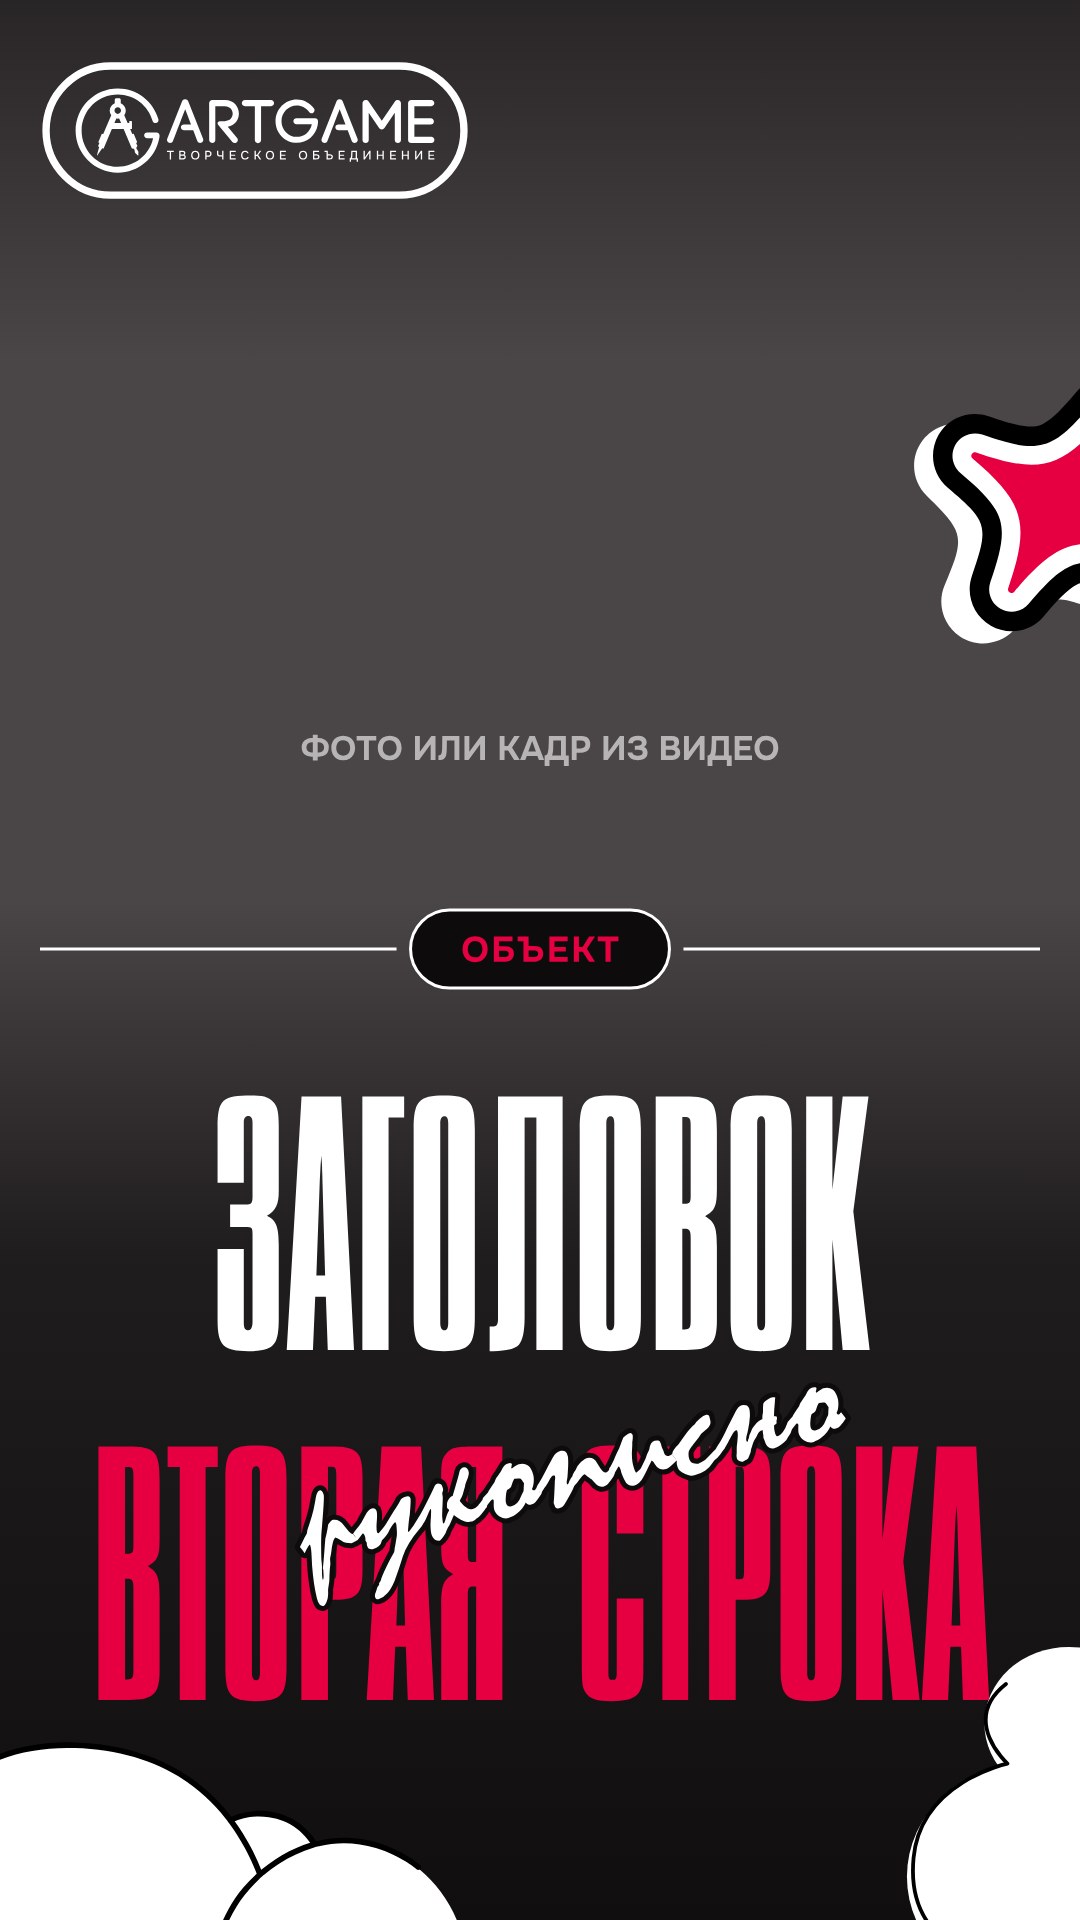 ARTGAME
ТВОРЧЕСКОЕ ОБЪЕДИНЕНИЕ
ФОТО ИЛИ КАДР ИЗ ВИДЕО
ОБЪЕКТ
ЗАГОЛОВОК
рукописно
ВТОРАЯ СТРОКА